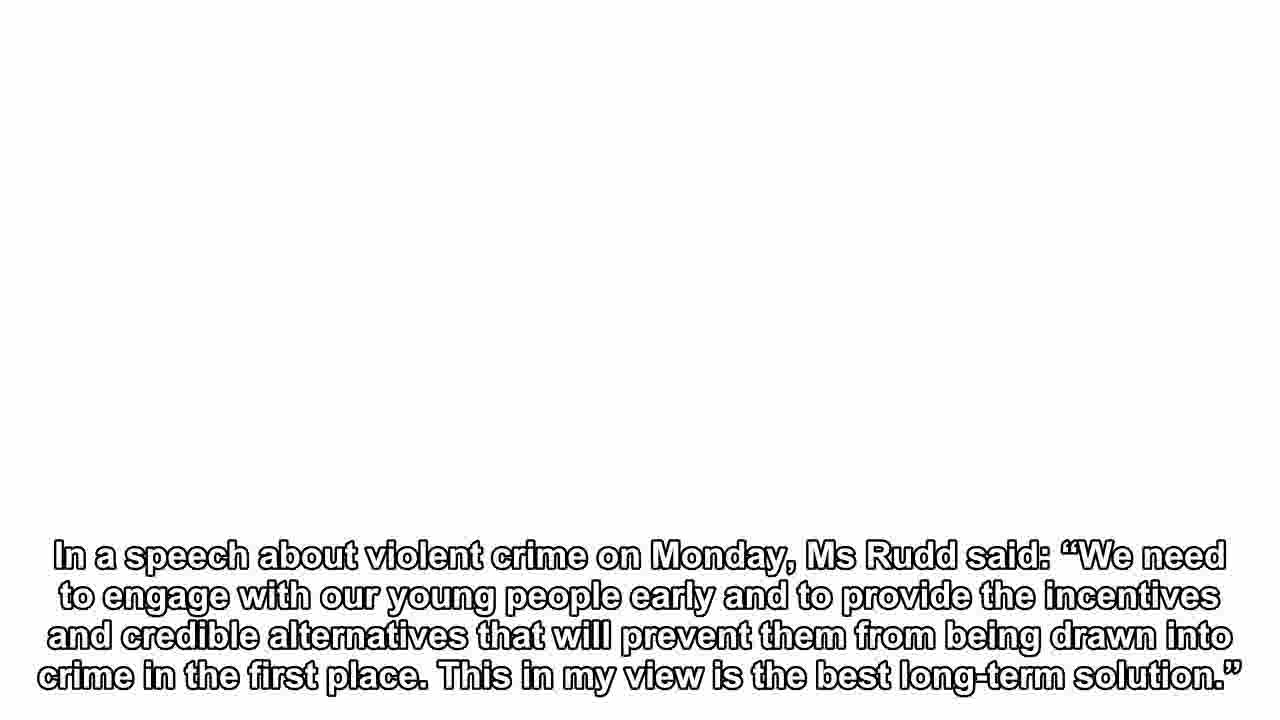 In a speech about violent crime on Monday, Ms Rudd said: “We need
to engage with our young people early and to provide the incentives
and credible alternatives that will prevent them from being drawn into
crime in the first place. This in my view is the best long-term solution.”